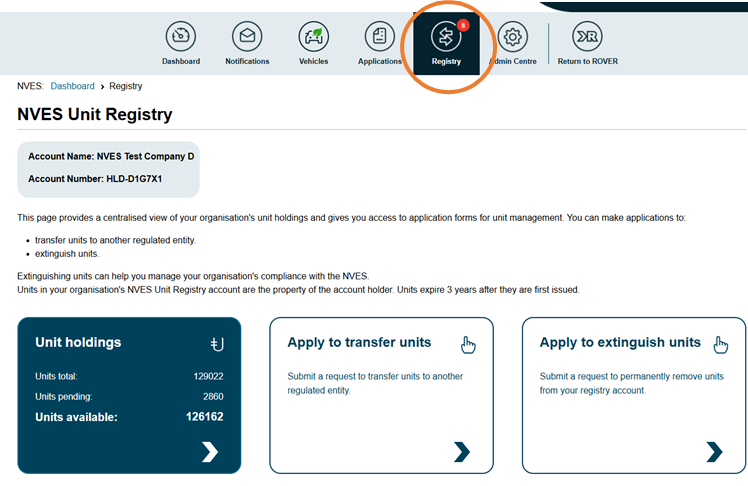 8
Dashboard Notifications Vehicles Applications Registry Admin Centre Return to ROVER
NVES: Dashboard > Registry
NVES Unit Registry
Account Name: NVES Test Company D
Account Number: HLD-D1G7X1
This page provides a centralised view of your organisation's unit holdings and gives you access to application forms for unit management. You can make applications to:
• transfer units to another regulated entity.
• extinguish units.
Extinguishing units can help you manage your organisation's compliance with the NVES.
Units in your organisation's NVES Unit Registry account are the property of the account holder. Units expire 3 years after they are first issued.
Unit holdings
Units total: 129022
Units pending: 2860
Units available: 126162
Apply to transfer units
Submit a request to transfer units to another
regulated entity.
Apply to extinguish units
Submit a request to permanently remove units
from your registry account.